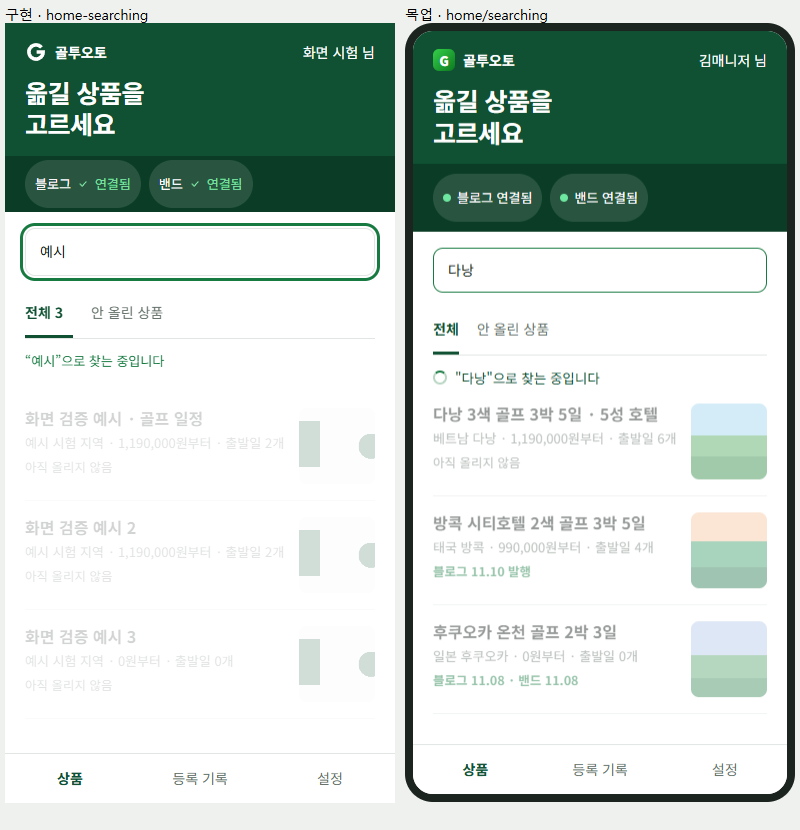 구현 · home-searching
골투오토
화면 시험 님
옮길 상품을
고르세요
블로그 ✓ 연결됨
밴드 ✓ 연결됨
예시
전체 3
안 올린 상품
“예시”으로 찾는 중입니다
화면 검증 예시 · 골프 일정
예시 시험 지역 · 1,190,000원부터 · 출발일 2개
아직 올리지 않음
화면 검증 예시 2
예시 시험 지역 · 1,190,000원부터 · 출발일 2개
아직 올리지 않음
화면 검증 예시 3
예시 시험 지역 · 0원부터 · 출발일 0개
아직 올리지 않음
상품
등록 기록
설정
목업 · home/searching
G 골투오토
김매니저 님
옮길 상품을
고르세요
블로그 연결됨
밴드 연결됨
다낭
전체
안 올린 상품
"다낭"으로 찾는 중입니다
다낭 3색 골프 3박 5일 · 5성 호텔
베트남 다낭 · 1,190,000원부터 · 출발일 6개
아직 올리지 않음
방콕 시티호텔 2색 골프 3박 5일
태국 방콕 · 990,000원부터 · 출발일 4개
블로그 11.10 발행
후쿠오카 온천 골프 2박 3일
일본 후쿠오카 · 0원부터 · 출발일 0개
블로그 11.08 · 밴드 11.08
상품
등록 기록
설정